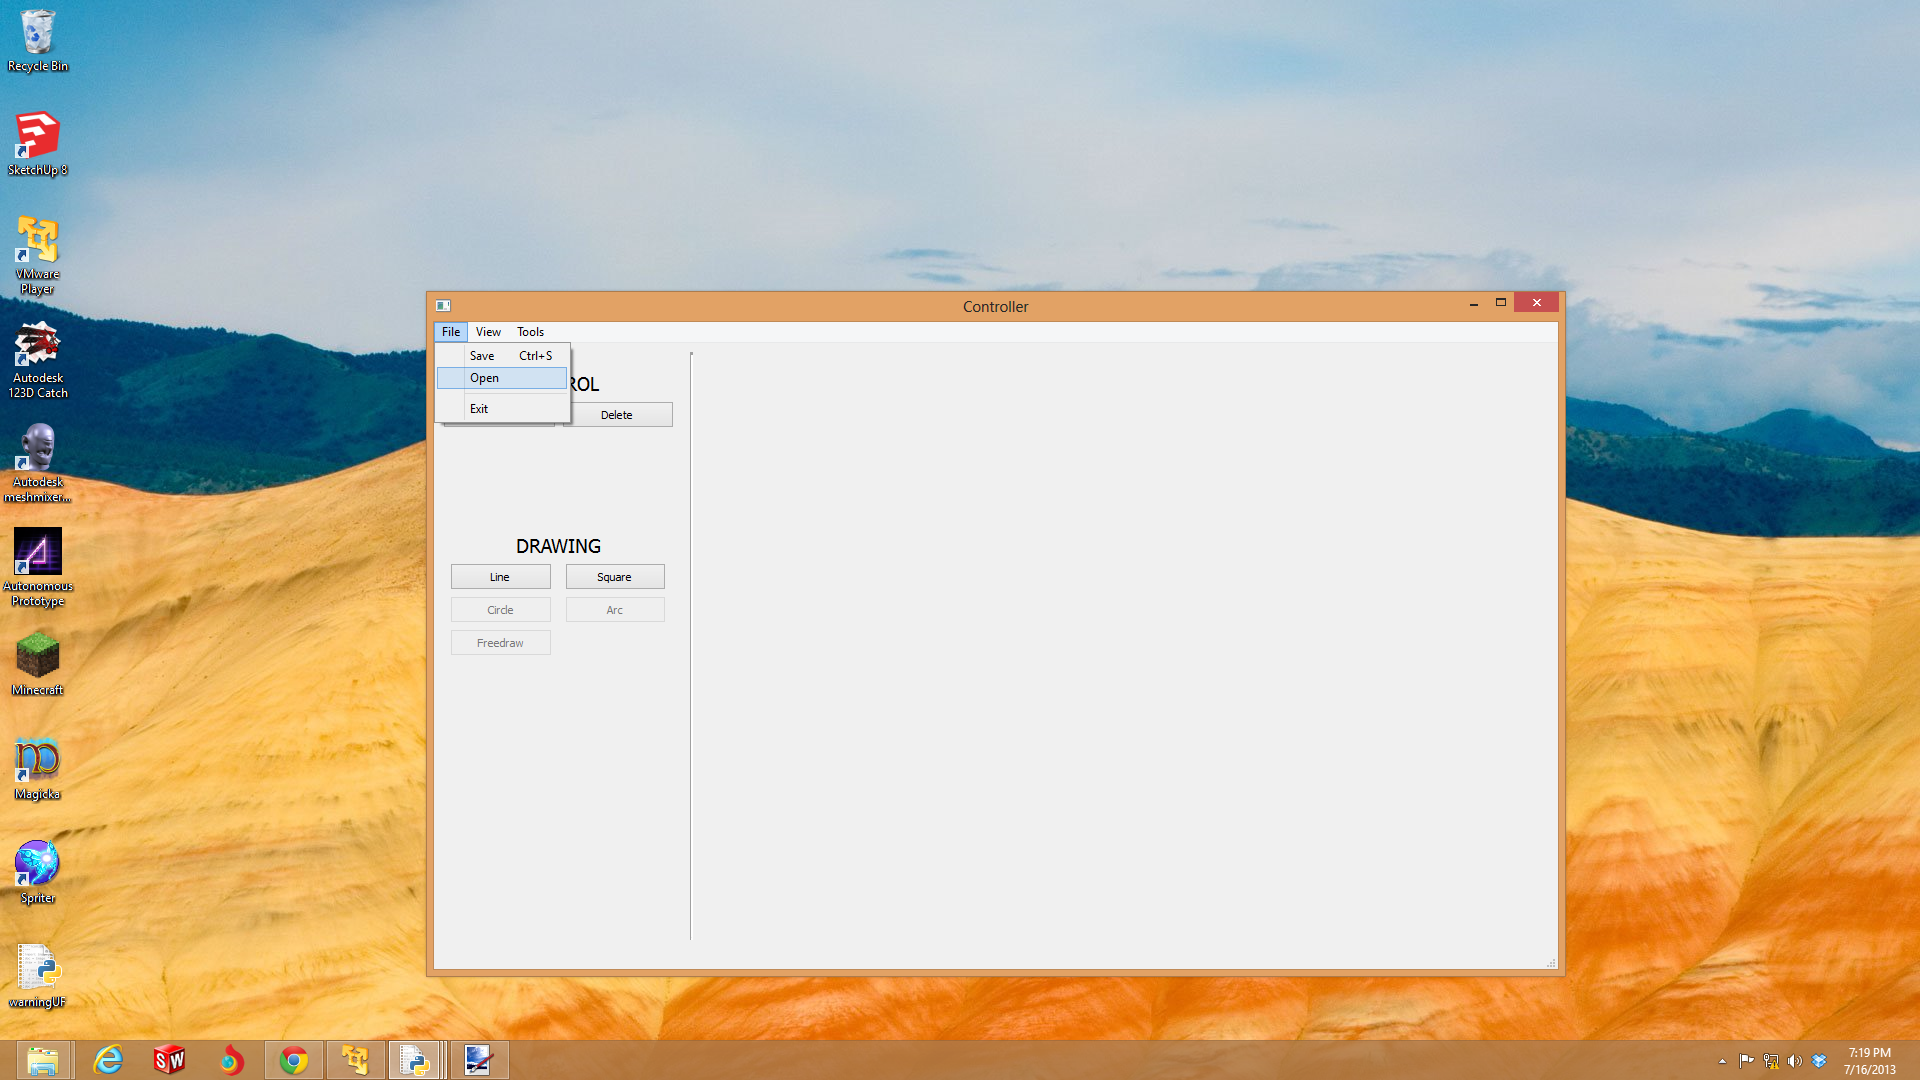 Recycle Bin
SketchUp 8
VMware
Player
Autodesk
123D Catch
Autodesk
meshmixer...
Autonomous
Prototype
Minecraft
Magicka
Spriter
warningUF
Controller
File View Tools
Save Ctrl+S
Open
Exit
ROL
Delete
DRAWING
Line Square
Circle Arc
Freedraw
SW
7:19 PM
7/16/2013